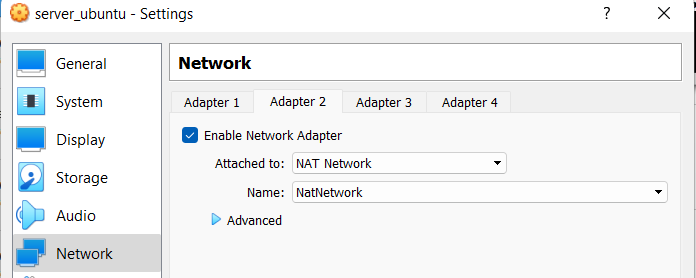 server_ubuntu - Settings ? ×
General
System
Display
Storage
Audio
Network
Network
Adapter 1 Adapter 2 Adapter 3 Adapter 4
Enable Network Adapter
Attached to: NAT Network
Name: NatNetwork
Advanced